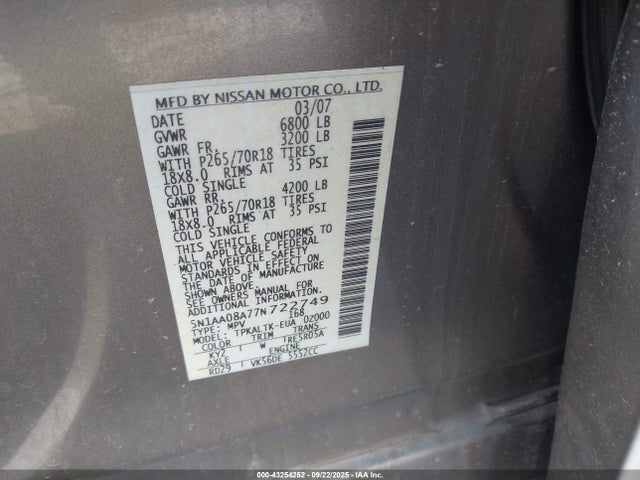 MFD BY NISSAN MOTOR CO., LTD.
DATE 03/07
GVWR 6800 LB
GAWR FR. 3200 LB
WITH P265/70R18 TIRES
18X8.0 RIMS AT 35 PSI
COLD SINGLE
GAWR RR. 4200 LB
WITH P265/70R18 TIRES
18X8.0 RIMS AT 35 PSI
COLD SINGLE
THIS VEHICLE CONFORMS TO
ALL APPLICABLE FEDERAL
MOTOR VEHICLE SAFETY
STANDARDS IN EFFECT ON
THE DATE OF MANUFACTURE
SHOWN ABOVE.
SEE OWNERS MANUAL FOR
ADDITIONAL INFORMATION
5N1AA08A77N722749
TYPE: MPV 168
MODEL: TPKALTK-EUA 02000
COLOR TRIM TRANS
KY2 W RE5R05A
AXLE ENGINE
RD29 VK56DE 5552CC
000-43254252 | 09/22/2025 | © IAA Inc.